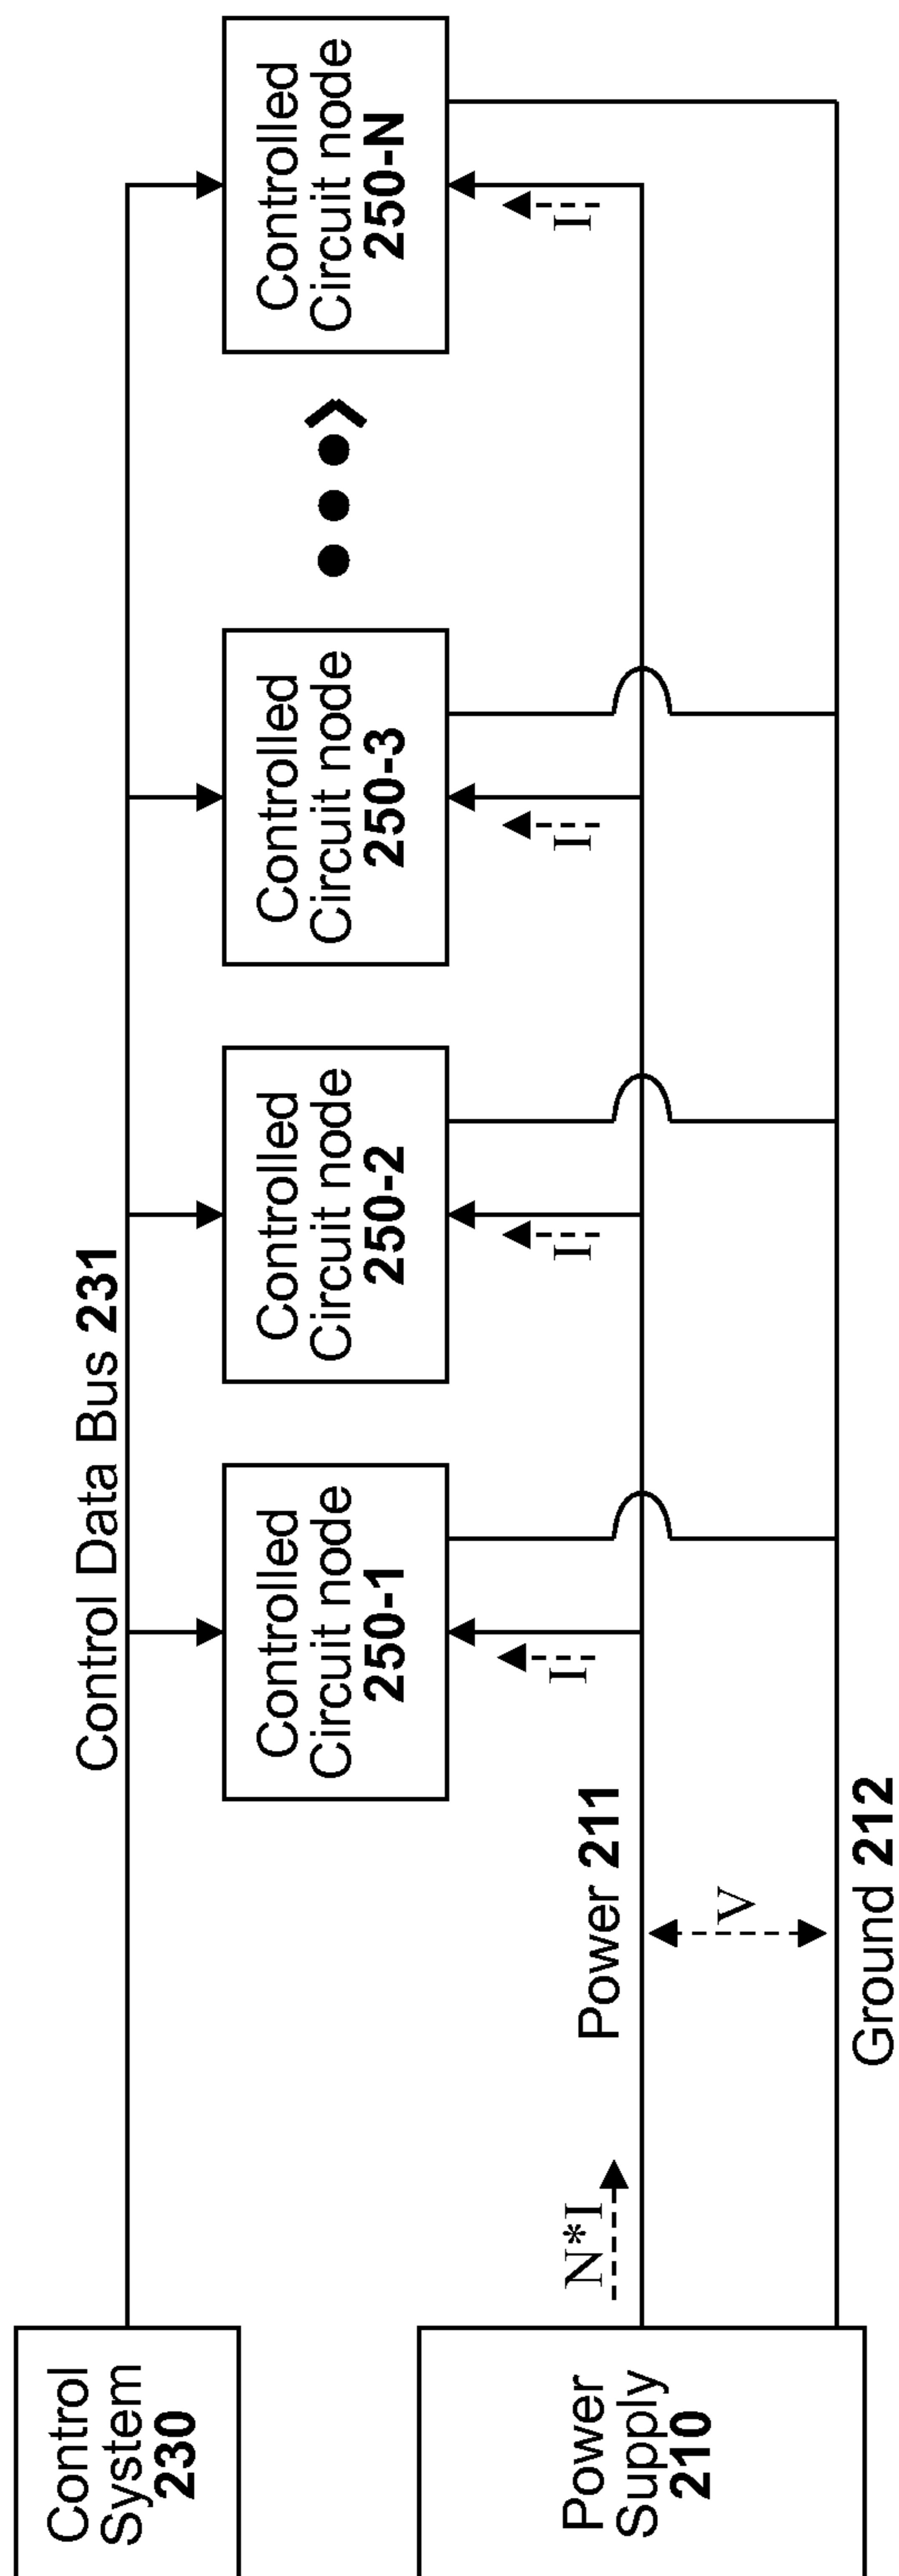 Control
System
230
Control Data Bus 231
Controlled
Circuit node
250-1
Controlled
Circuit node
250-2
Controlled
Circuit node
250-3
Controlled
Circuit node
250-N
I
I
I
I
Power
Supply
210
N*I
Power 211
V
Ground 212